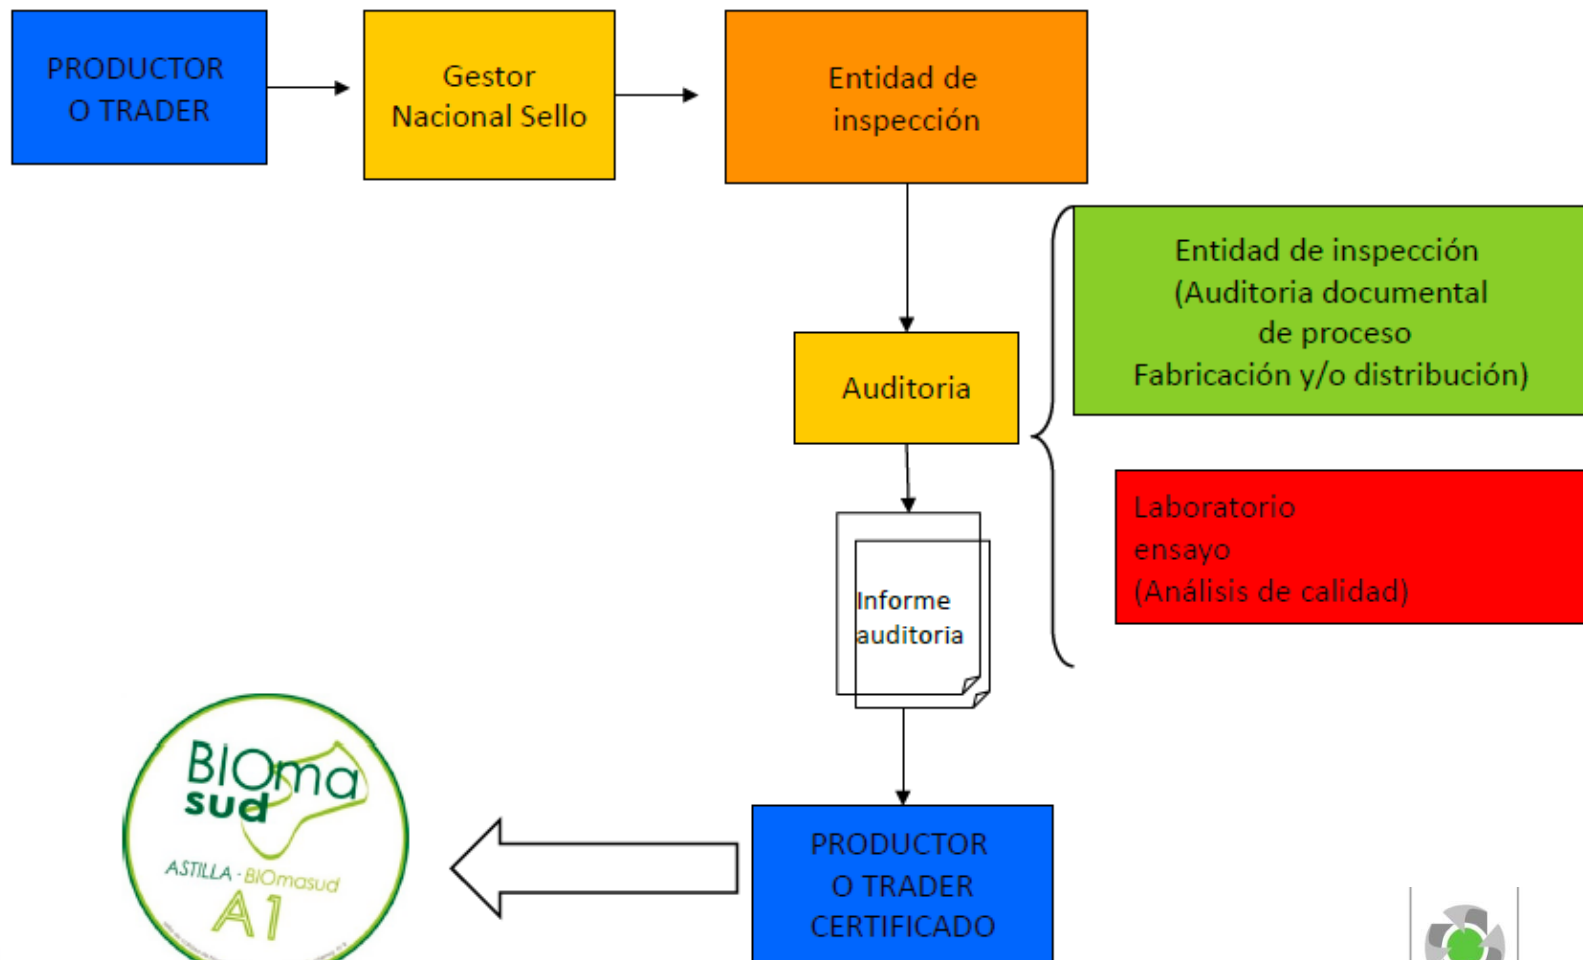 PRODUCTOR
O TRADER
Gestor
Nacional Sello
Entidad de
inspección
Entidad de inspección
(Auditoria documental
de proceso
Fabricación y/o distribución)
Auditoria
Laboratorio
ensayo
(Análisis de calidad)
Informe
auditoria
BIOma
sud
ASTILLA - BIOmasud
A1
PRODUCTOR
O TRADER
CERTIFICADO